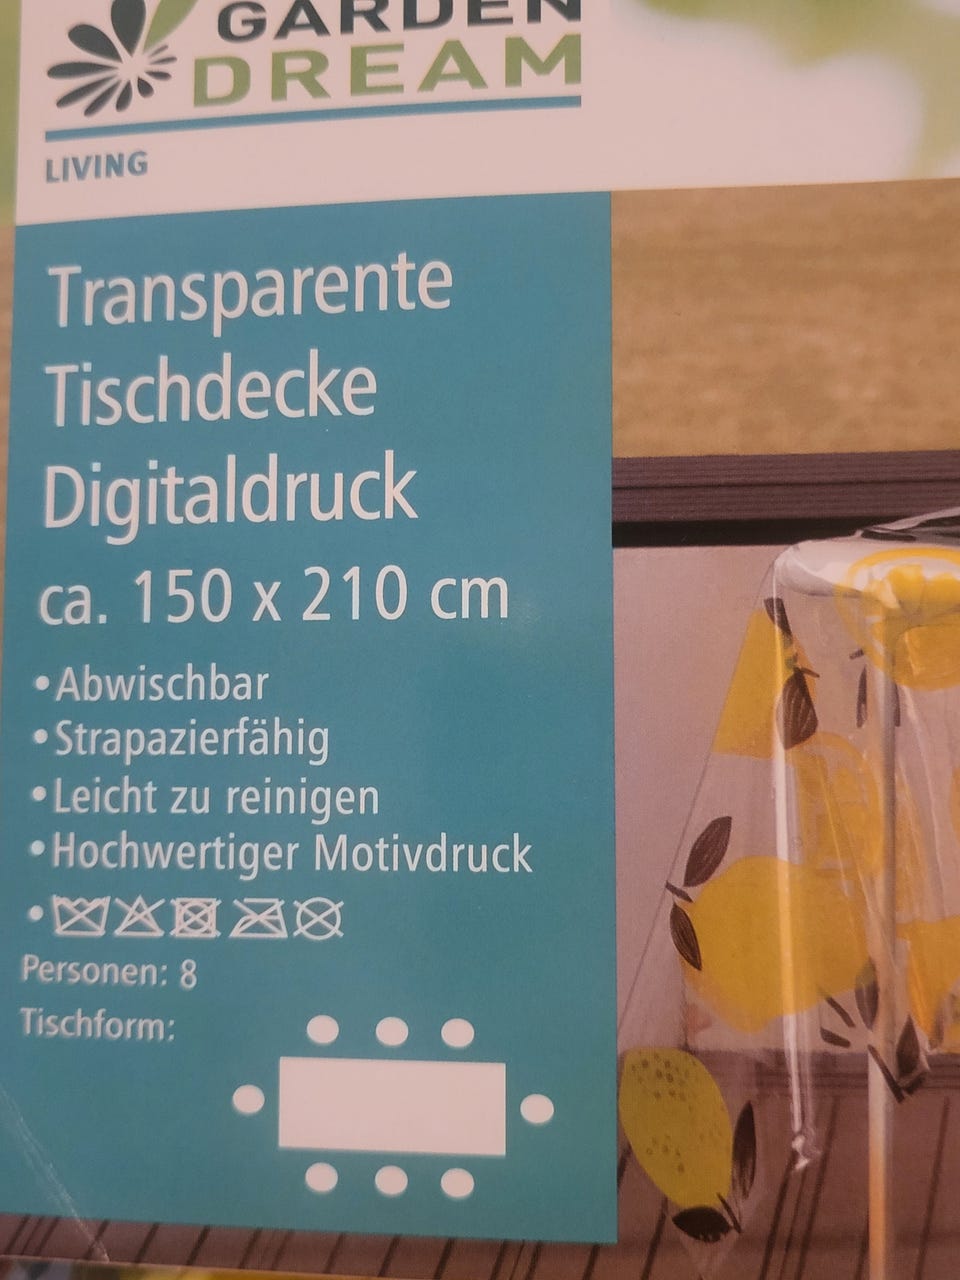 GARDEN
DREAM
LIVING
Transparente
Tischdecke
Digitaldruck
ca. 150 x 210 cm
•Abwischbar
•Strapazierfähig
•Leicht zu reinigen
•Hochwertiger Motivdruck
Personen: 8
Tischform: